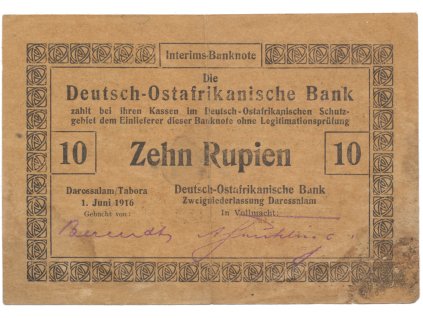 Interims-Banknote
Die
Deutsch-Ostafrikanische Bank
zahlt bei ihren Kassen im Deutsch-Ostafrikanischen Schutz-
gebiet dem Einlieferer dieser Banknote ohne Legitimationsprüfung
10 Zehn Rupien 10
Daressalam/Tabora
1. Juni 1916
Gebucht von:
Deutsch-Ostafrikanische Bank
Zweigniederlassung Daressalam
In Vollmacht:
Berendt